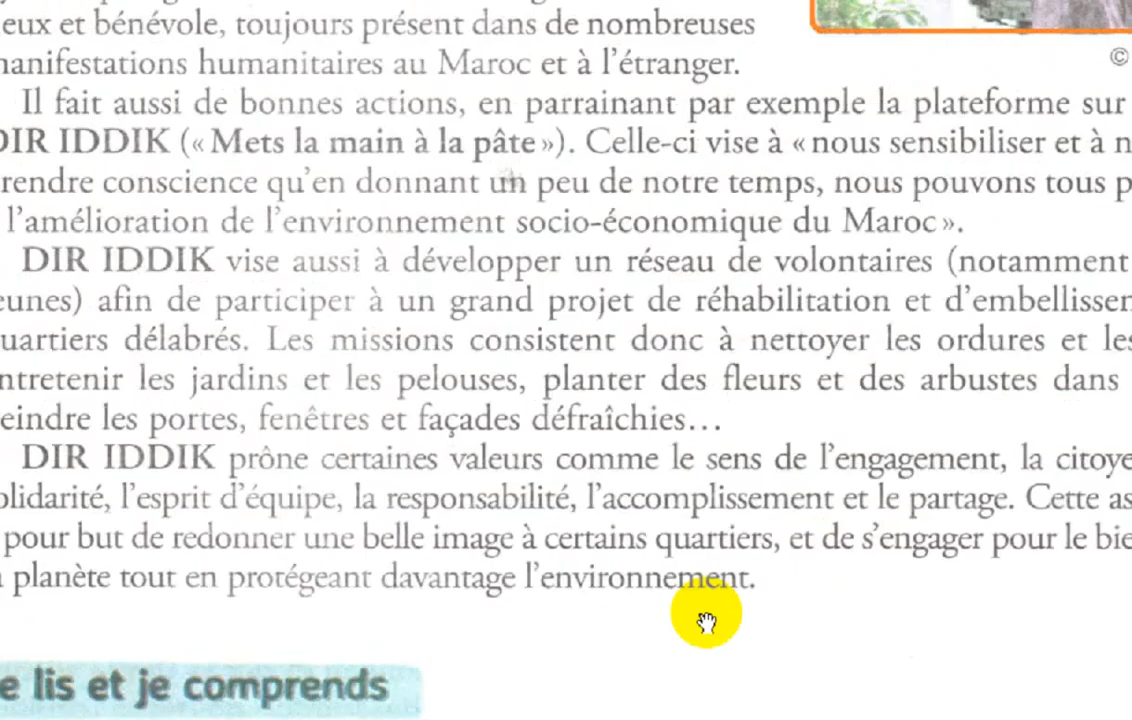 eux et bénévole, toujours présent dans de nombreuses
anifestations humanitaires au Maroc et à l'étranger.
©
Il fait aussi de bonnes actions, en parrainant par exemple la plateforme sur
DIR IDDIK (« Mets la main à la pâte »). Celle-ci vise à « nous sensibiliser et à n
rendre conscience qu'en donnant un peu de notre temps, nous pouvons tous p
l'amélioration de l'environnement socio-économique du Maroc ».
DIR IDDIK vise aussi à développer un réseau de volontaires (notamment
eunes) afin de participer à un grand projet de réhabilitation et d'embellissem
uartiers délabrés. Les missions consistent donc à nettoyer les ordures et les
ntretenir les jardins et les pelouses, planter des fleurs et des arbustes dans
eindre les portes, fenêtres et façades défraîchies...
DIR IDDIK prône certaines valeurs comme le sens de l'engagement, la citoye
olidarité, l'esprit d'équipe, la responsabilité, l'accomplissement et le partage. Cette as
pour but de redonner une belle image à certains quartiers, et de s'engager pour le bie
a planète tout en protégeant davantage l'environnement.
e lis et je comprends